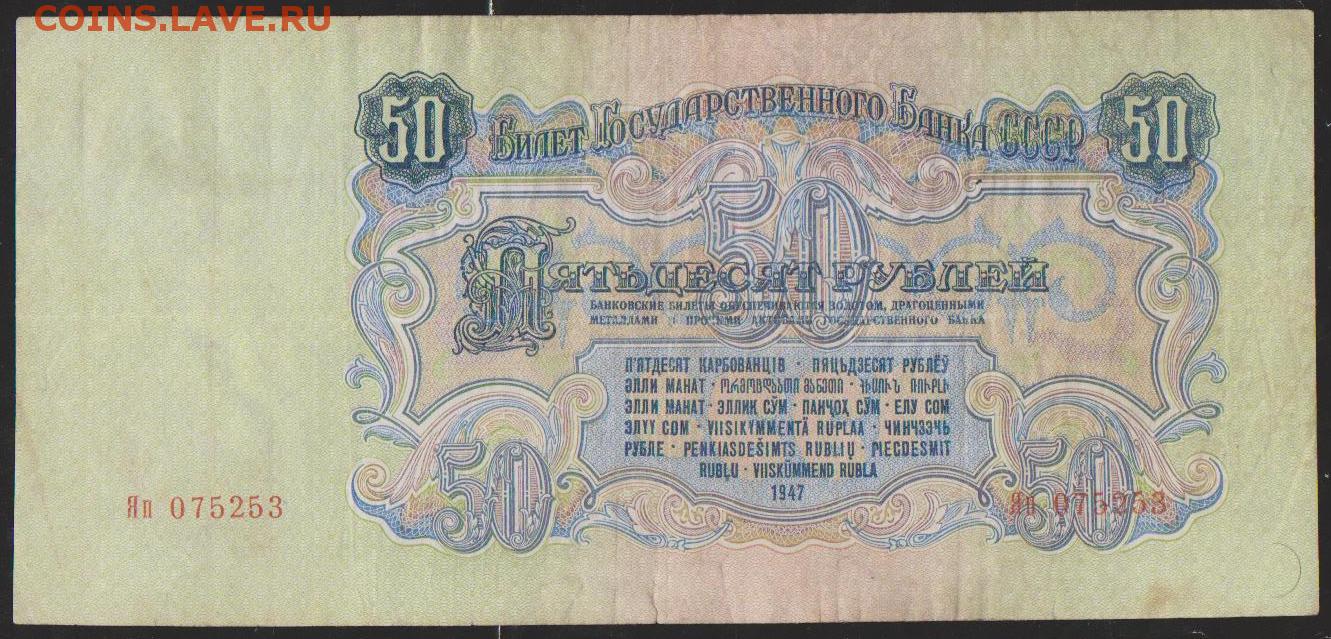 COINS.LAVE.RU
50 БИЛЕТ ГОСУДАРСТВЕННОГО БАНКА СССР 50
50
ПЯТЬДЕСЯТ РУБЛЕЙ
БАНКОВСКИЕ БИЛЕТЫ ОБЕСПЕЧИВАЮТСЯ ЗОЛОТОМ, ДРАГОЦЕННЫМИ
МЕТАЛЛАМИ И ПРОЧИМИ АКТИВАМИ ГОСУДАРСТВЕННОГО БАНКА
П'ЯТДЕСЯТ КАРБОВАНЦІВ · ПЯЦЬДЗЕСЯТ РУБЛЁЎ
ЭЛЛИ МАНАТ · ՈՒԹՍՈՒՆ
ЭЛЛИ МАНАТ · ЭЛЛИК СЎМ · ПАНҶОҲ СЎМ · ЕЛУ СОМ
ЭЛУУ СОМ · VIISIKYMMENTÄ RUPLAA · ЧИНЧЗЭЧЬ
РУБЛЕ · PENKIASDEŠIMTS RUBLIŲ · PIECDESMIT
RUBĻU · VIISKÜMMEND RUBLA
1947
50 50
Яп 075253 Яп 075253